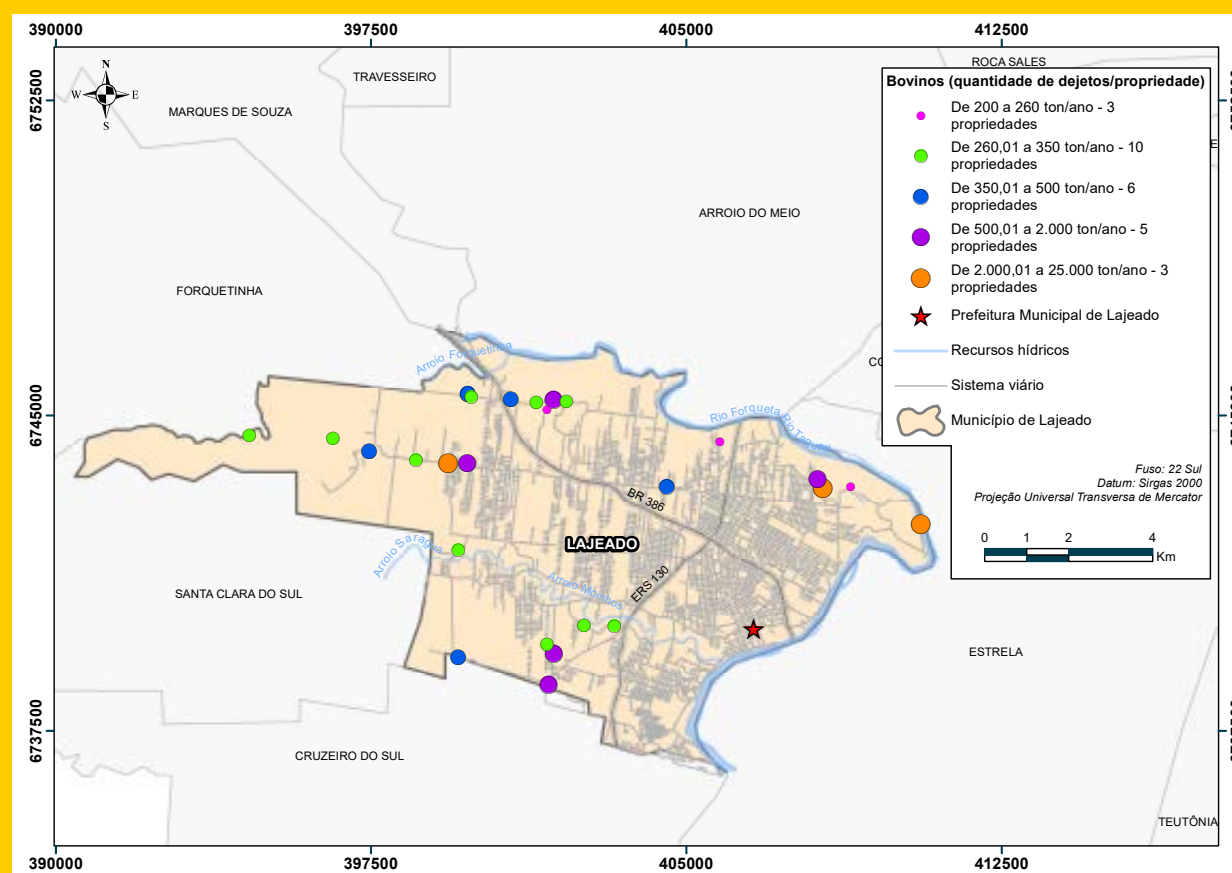 390000
397500
405000
412500
ROCA SALES
TRAVESSEIRO
N
W
E
S
MARQUES DE SOUZA
6752500
Bovinos (quantidade de dejetos/propriedade)
De 200 a 260 ton/ano - 3
propriedades
De 260,01 a 350 ton/ano - 10
propriedades
De 350,01 a 500 ton/ano - 6
propriedades
De 500,01 a 2.000 ton/ano - 5
propriedades
De 2.000,01 a 25.000 ton/ano - 3
propriedades
Prefeitura Municipal de Lajeado
Recursos hídricos
Sistema viário
Município de Lajeado
Fuso: 22 Sul
Datum: Sirgas 2000
Projeção Universal Transversa de Mercator
0 1 2 4
Km
ARROIO DO MEIO
FORQUETINHA
Arroio Forquetinha
6745000
Rio Forqueta
Rio Taquari
BR 386
LAJEADO
Arroio Saraguá
Arroio Moinhos
ERS 130
SANTA CLARA DO SUL
ESTRELA
6737500
CRUZEIRO DO SUL
TEUTÔNIA
390000
397500
405000
412500